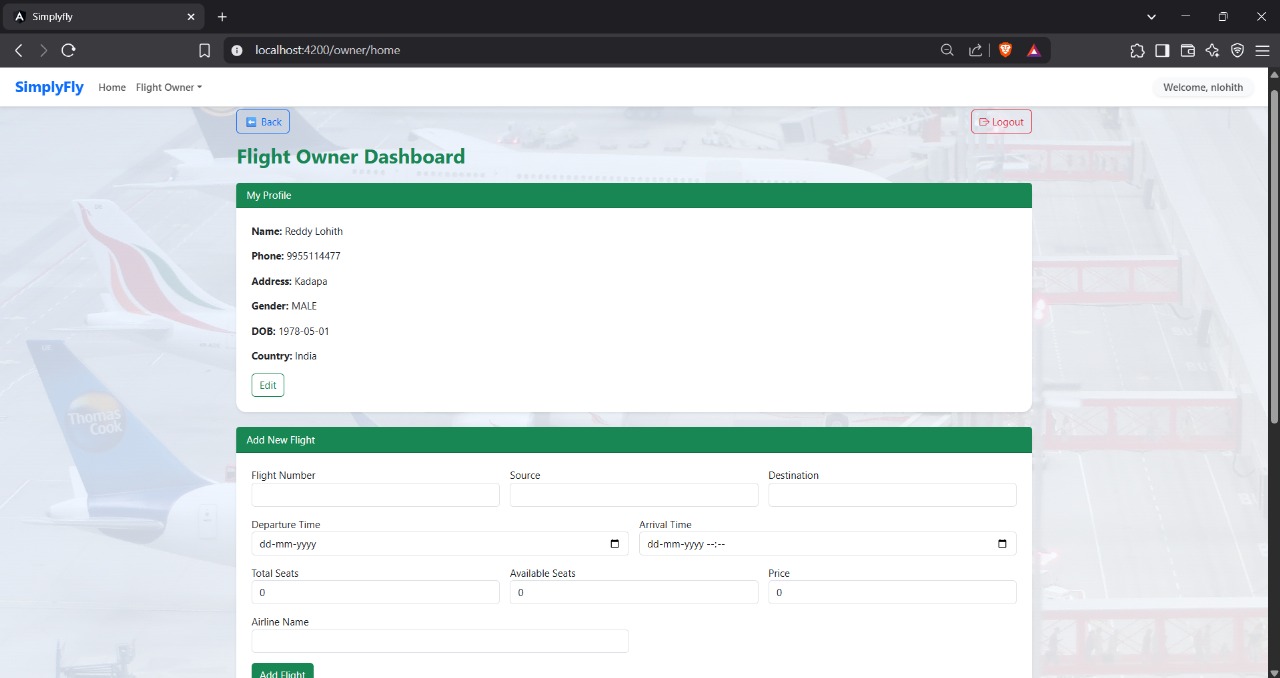 Simplyfly
localhost:4200/owner/home
SimplyFly Home Flight Owner Welcome, nlohith
Back Logout
Flight Owner Dashboard
My Profile
Name: Reddy Lohith
Phone: 9955114477
Address: Kadapa
Gender: MALE
DOB: 1978-05-01
Country: India
Edit
Thomas
Cook
Add New Flight
Flight Number Source Destination
Departure Time Arrival Time
dd-mm-yyyy dd-mm-yyyy --:--
Total Seats Available Seats Price
0 0 0
Airline Name
Add Flight